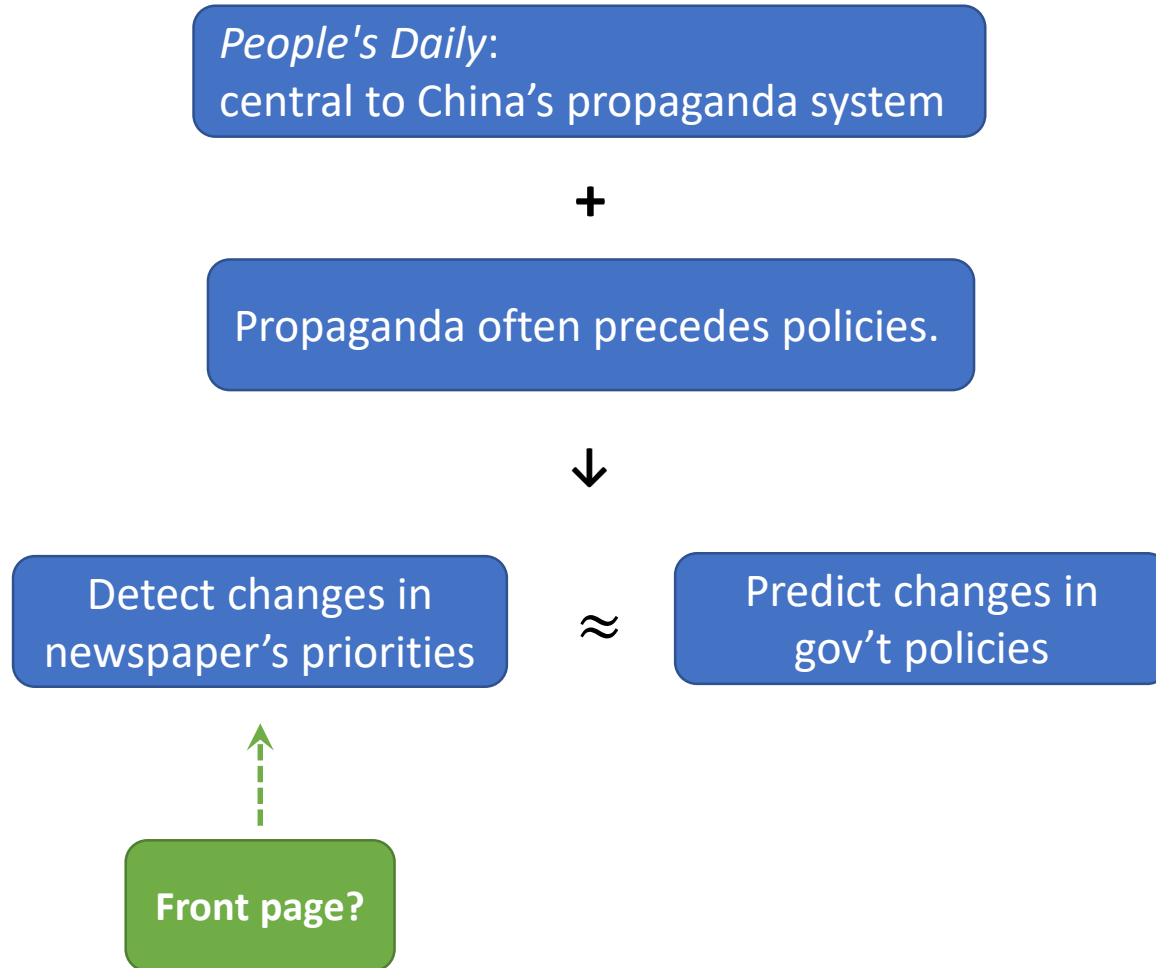 People's Daily:
central to China’s propaganda system
+
Propaganda often precedes policies.
↓
Detect changes in
newspaper’s priorities
≈
Predict changes in
gov’t policies
Front page?